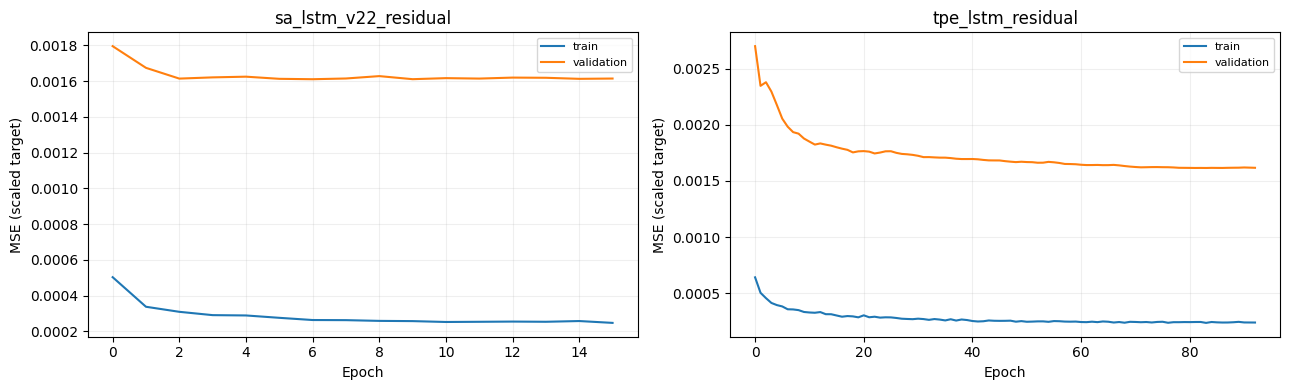 sa_lstm_v22_residual
train
validation
MSE (scaled target)
0.0018
0.0016
0.0014
0.0012
0.0010
0.0008
0.0006
0.0004
0.0002
0 2 4 6 8 10 12 14
Epoch
tpe_lstm_residual
train
validation
MSE (scaled target)
0.0025
0.0020
0.0015
0.0010
0.0005
0 20 40 60 80
Epoch